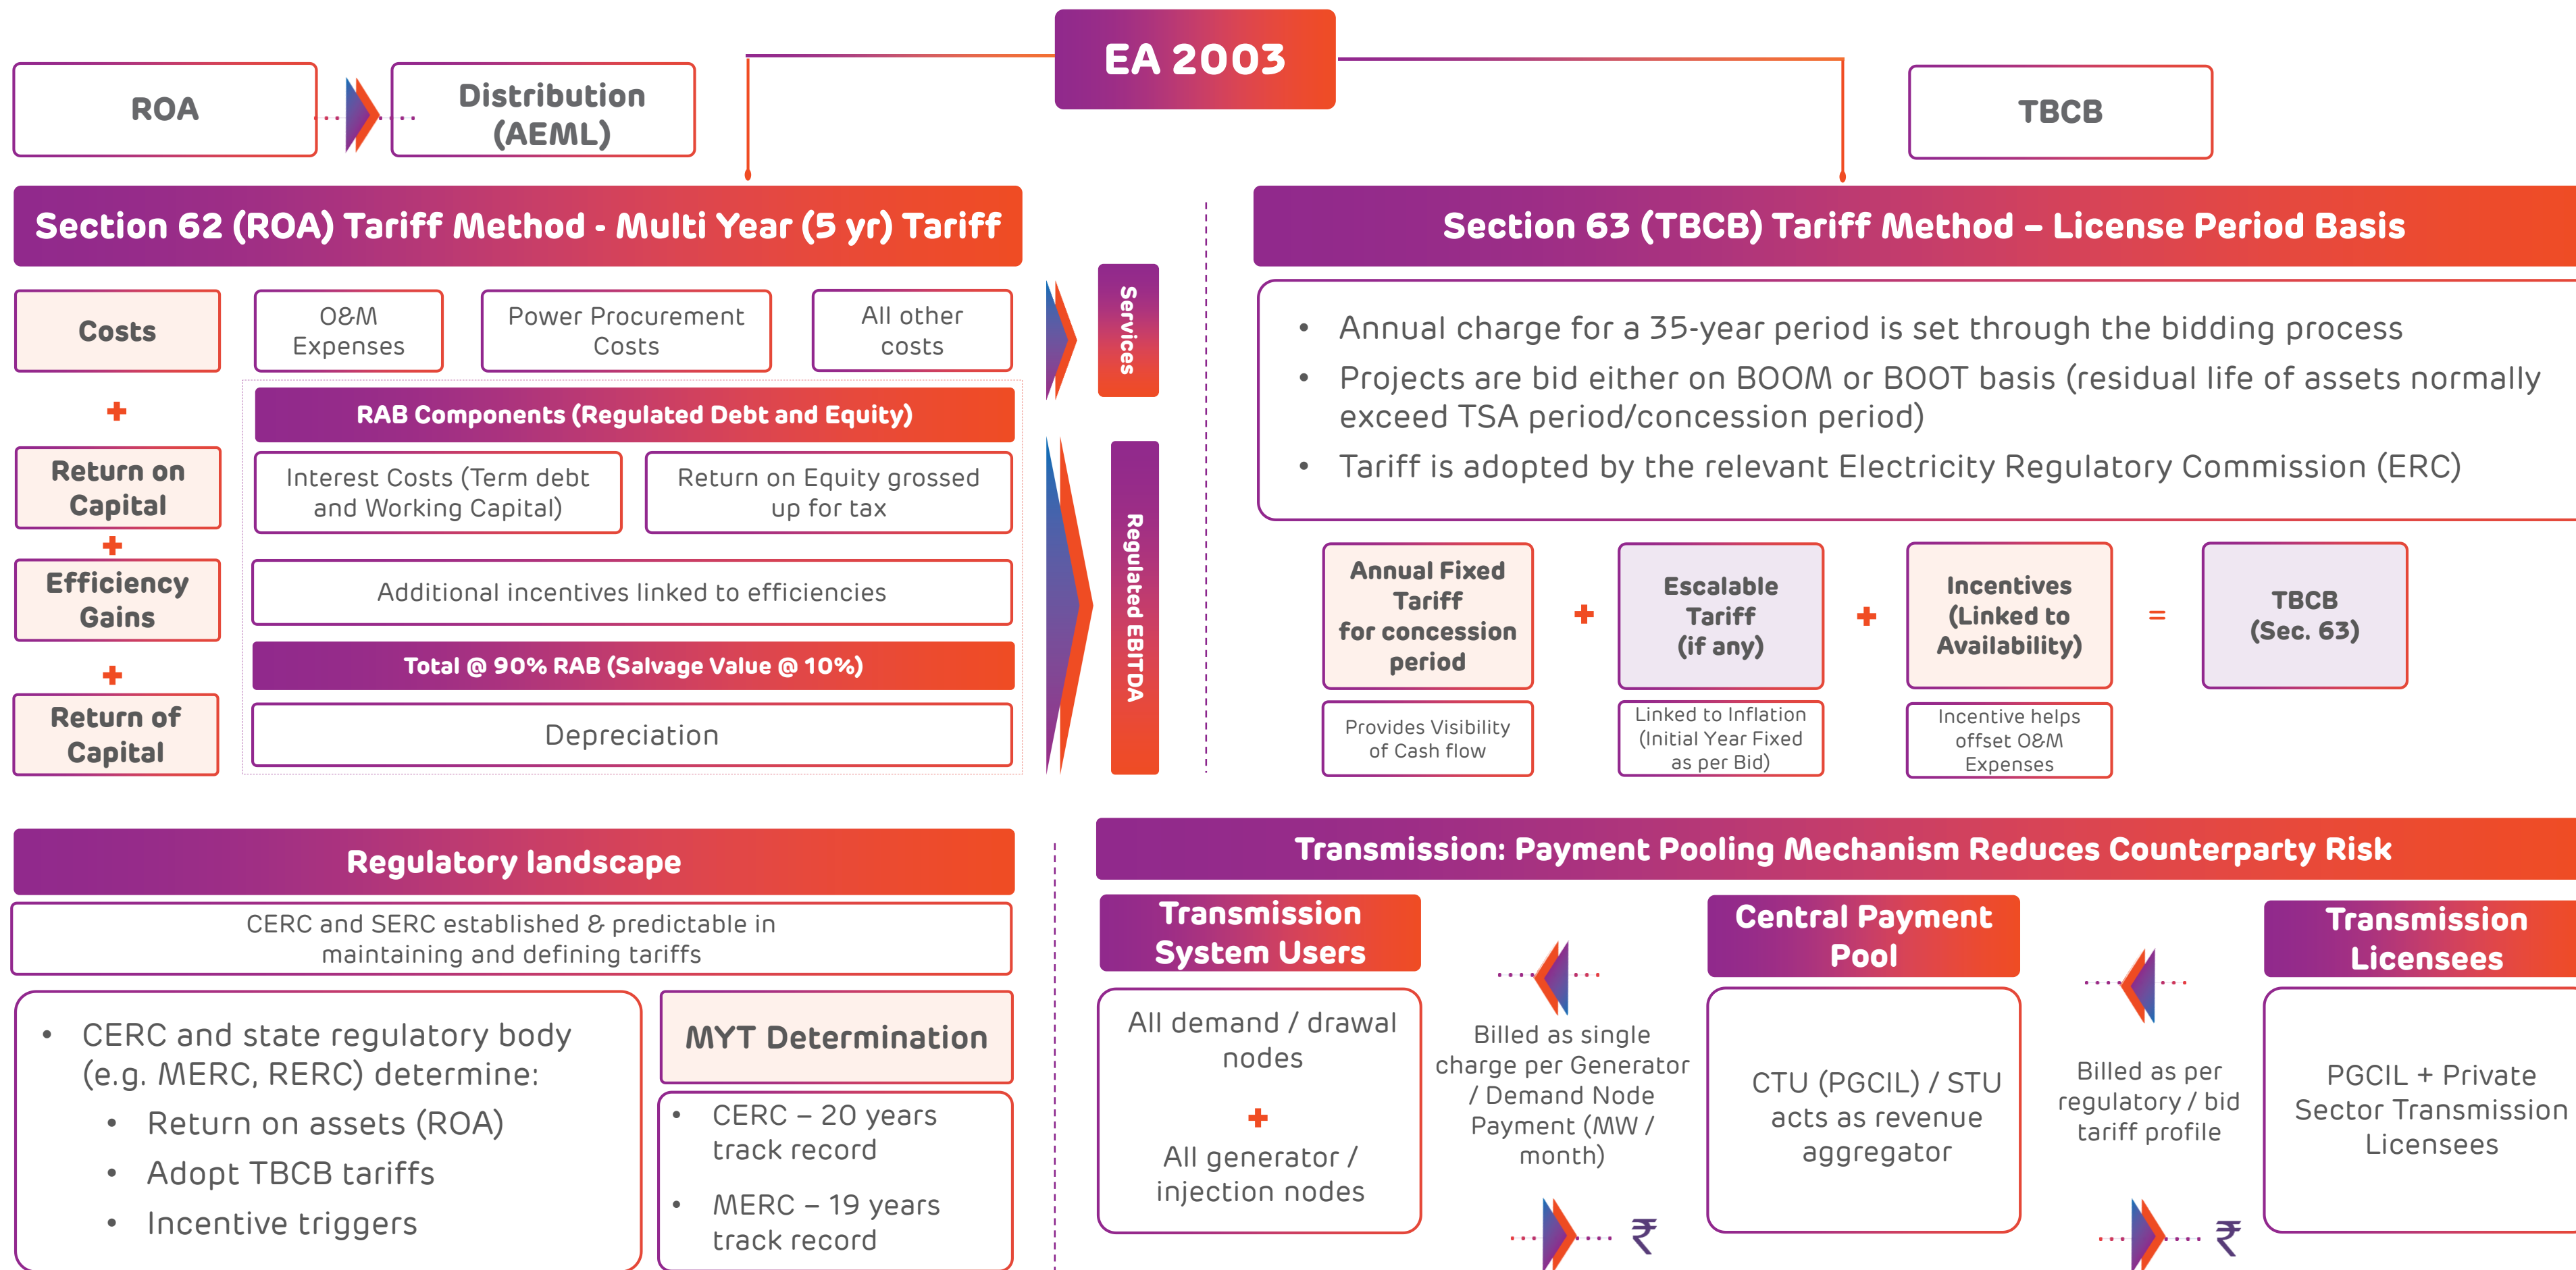 EA 2003
ROA
Distribution
(AEML)
TBCB
Section 62 (ROA) Tariff Method - Multi Year (5 yr) Tariff
Costs
O&M
Expenses
Power Procurement
Costs
All other
costs
+
RAB Components (Regulated Debt and Equity)
Return on
Capital
Interest Costs (Term debt
and Working Capital)
Return on Equity grossed
up for tax
+
Efficiency
Gains
Additional incentives linked to efficiencies
+
Total @ 90% RAB (Salvage Value @ 10%)
Return of
Capital
Depreciation
Services
Regulated EBITDA
Section 63 (TBCB) Tariff Method – License Period Basis
• Annual charge for a 35-year period is set through the bidding process
• Projects are bid either on BOOM or BOOT basis (residual life of assets normally
exceed TSA period/concession period)
• Tariff is adopted by the relevant Electricity Regulatory Commission (ERC)
Annual Fixed
Tariff
for concession
period
+
Escalable
Tariff
(if any)
+
Incentives
(Linked to
Availability)
=
TBCB
(Sec. 63)
Provides Visibility
of Cash flow
Linked to Inflation
(Initial Year Fixed
as per Bid)
Incentive helps
offset O&M
Expenses
Regulatory landscape
CERC and SERC established & predictable in
maintaining and defining tariffs
• CERC and state regulatory body
(e.g. MERC, RERC) determine:
• Return on assets (ROA)
• Adopt TBCB tariffs
• Incentive triggers
MYT Determination
• CERC – 20 years
track record
• MERC – 19 years
track record
Transmission: Payment Pooling Mechanism Reduces Counterparty Risk
Transmission
System Users
All demand / drawal
nodes
+
All generator /
injection nodes
Billed as single
charge per Generator
/ Demand Node
Payment (MW /
month)
₹
Central Payment
Pool
CTU (PGCIL) / STU
acts as revenue
aggregator
Billed as per
regulatory / bid
tariff profile
₹
Transmission
Licensees
PGCIL + Private
Sector Transmission
Licensees